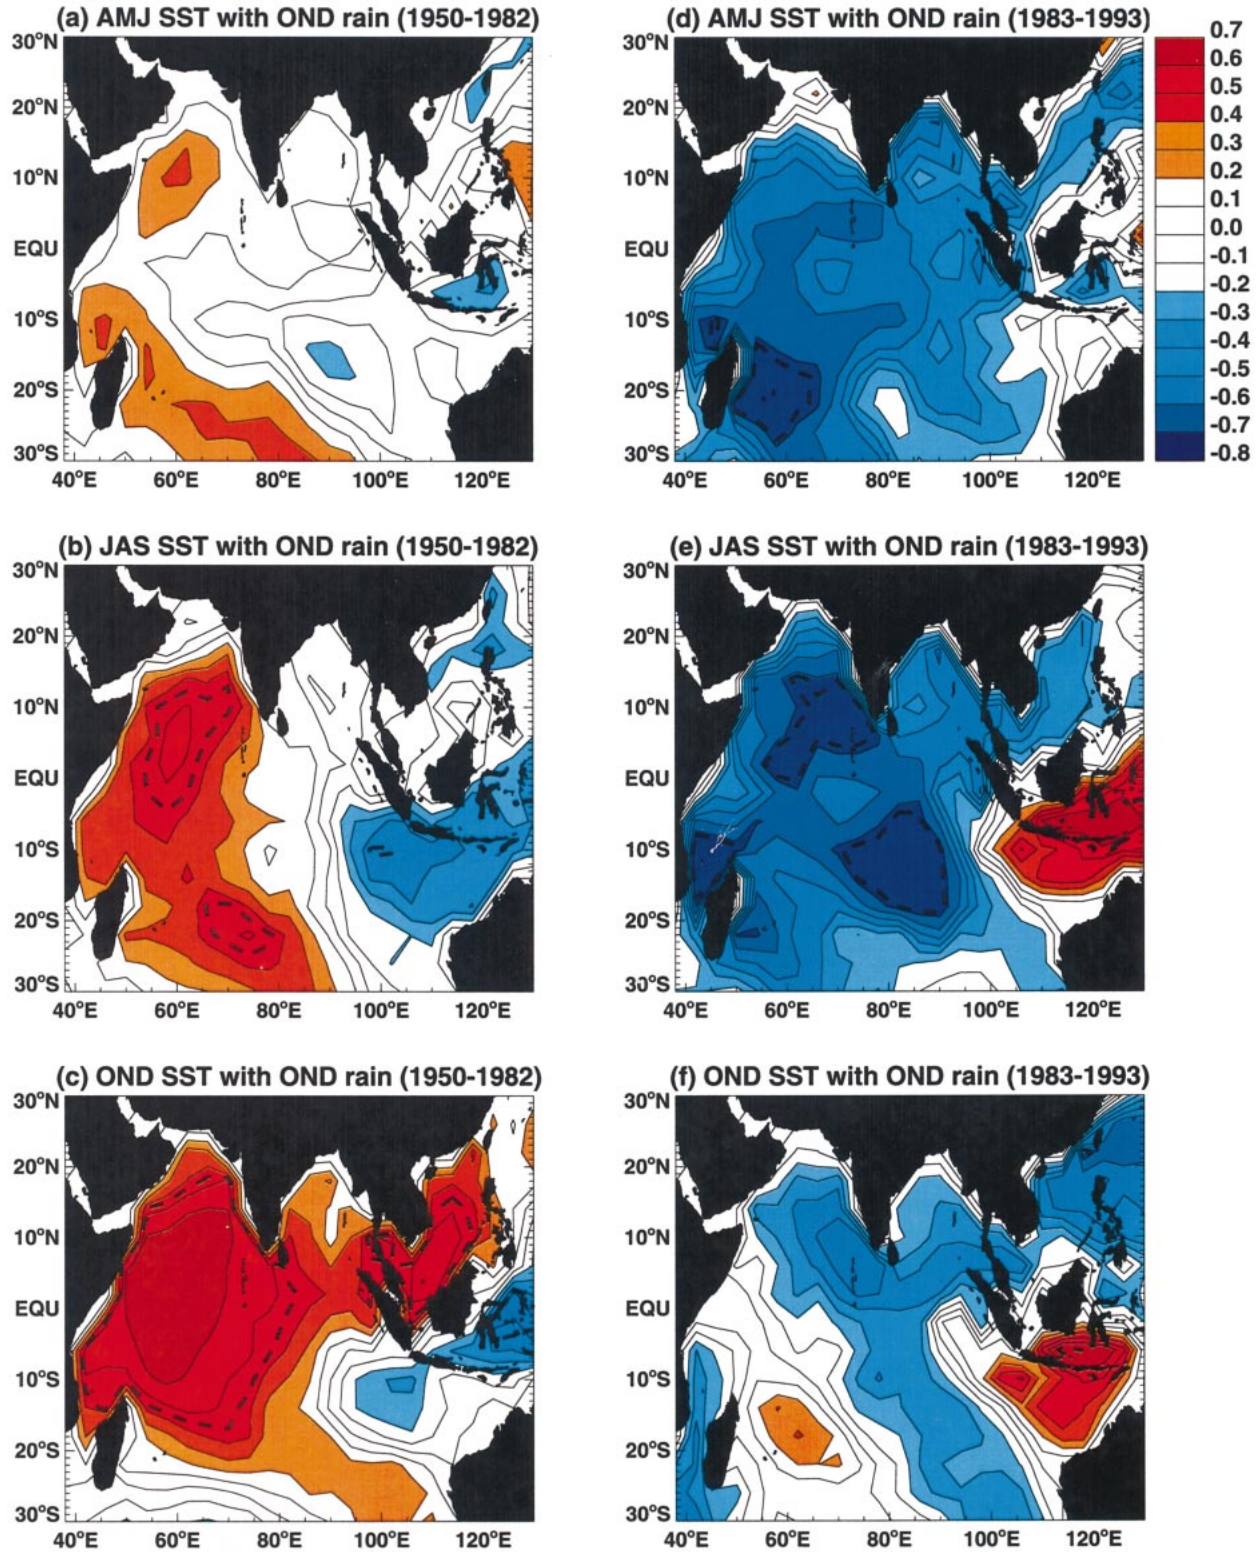 (a) AMJ SST with OND rain (1950-1982)
30°N
20°N
10°N
EQU
10°S
20°S
30°S
40°E 60°E 80°E 100°E 120°E
(d) AMJ SST with OND rain (1983-1993)
30°N
20°N
10°N
EQU
10°S
20°S
30°S
40°E 60°E 80°E 100°E 120°E
0.7
0.6
0.5
0.4
0.3
0.2
0.1
0.0
-0.1
-0.2
-0.3
-0.4
-0.5
-0.6
-0.7
-0.8
(b) JAS SST with OND rain (1950-1982)
30°N
20°N
10°N
EQU
10°S
20°S
30°S
40°E 60°E 80°E 100°E 120°E
(e) JAS SST with OND rain (1983-1993)
30°N
20°N
10°N
EQU
10°S
20°S
30°S
40°E 60°E 80°E 100°E 120°E
(c) OND SST with OND rain (1950-1982)
30°N
20°N
10°N
EQU
10°S
20°S
30°S
40°E 60°E 80°E 100°E 120°E
(f) OND SST with OND rain (1983-1993)
30°N
20°N
10°N
EQU
10°S
20°S
30°S
40°E 60°E 80°E 100°E 120°E